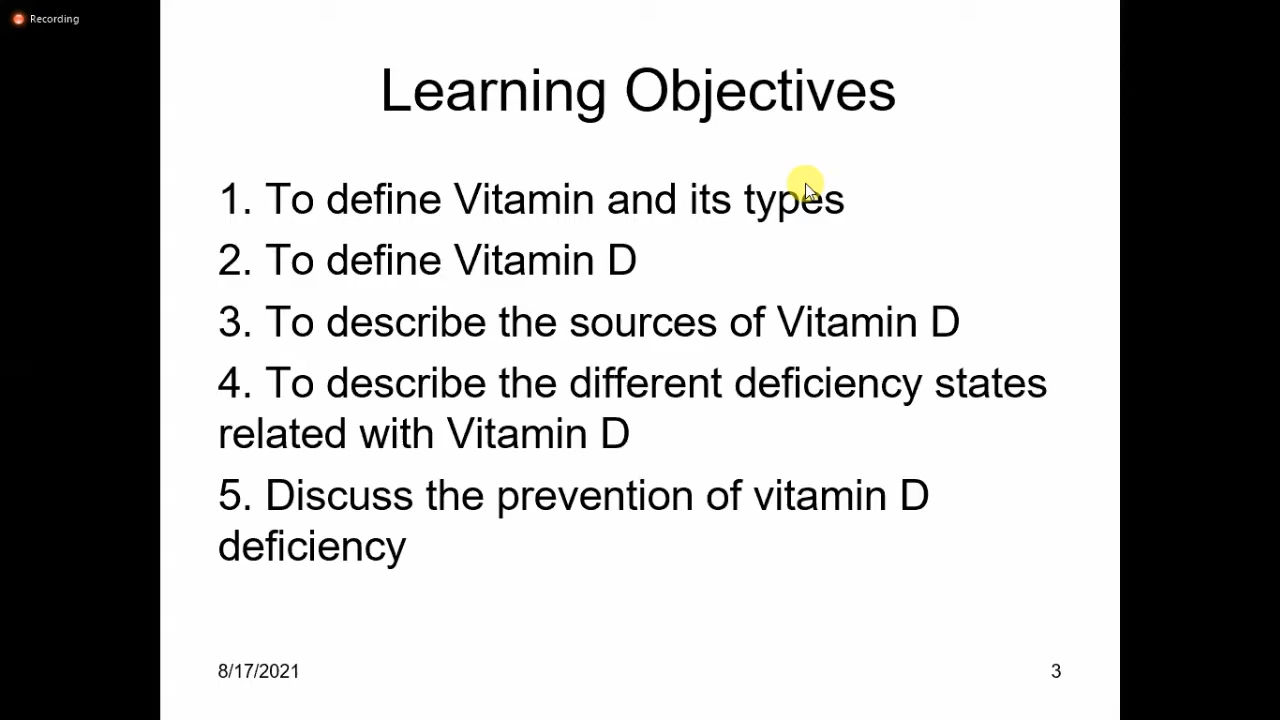 Recording
Learning Objectives
1. To define Vitamin and its types
2. To define Vitamin D
3. To describe the sources of Vitamin D
4. To describe the different deficiency states
related with Vitamin D
5. Discuss the prevention of vitamin D
deficiency
8/17/2021
3